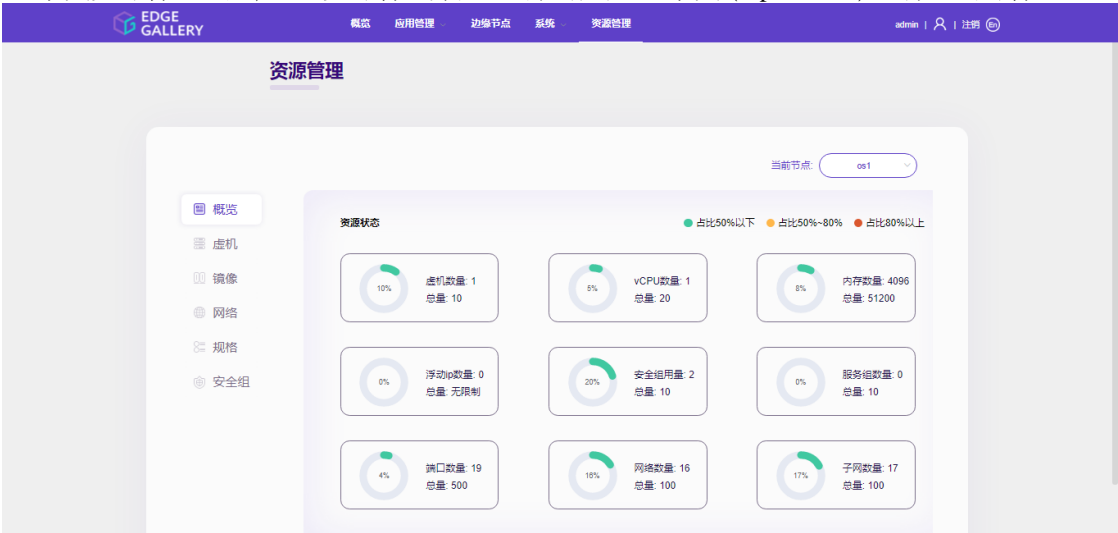 EDGE
GALLERY
概览 应用管理 边缘节点 系统 资源管理
admin | 注销 En
资源管理
当前节点: os1
概览
虚机
镜像
网络
规格
安全组
资源状态
占比50%以下 占比50%~80% 占比80%以上
10% 虚机数量: 1
总量: 10
5% vCPU数量: 1
总量: 20
8% 内存数量: 4096
总量: 51200
0% 浮动ip数量: 0
总量: 无限制
20% 安全组用量: 2
总量: 10
0% 服务组数量: 0
总量: 10
4% 端口数量: 19
总量: 500
16% 网络数量: 16
总量: 100
17% 子网数量: 17
总量: 100